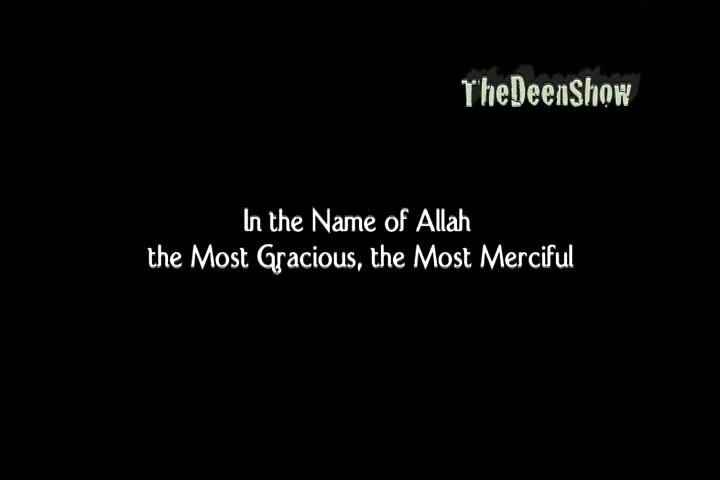 TheDeenShow
In the Name of Allah
the Most Gracious, the Most Merciful